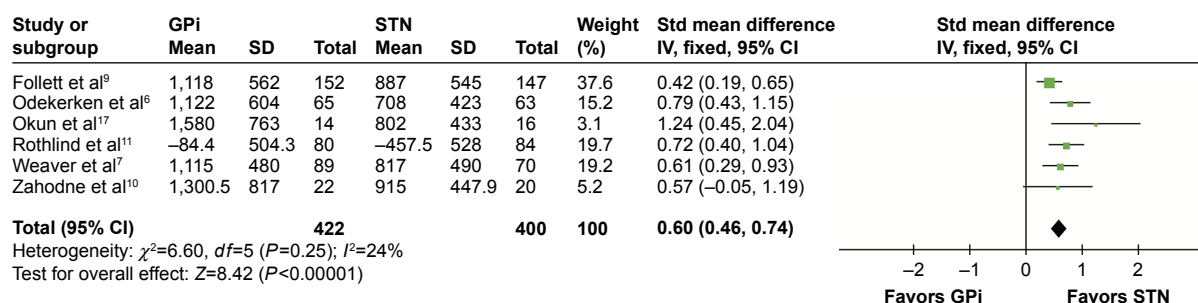 Study or GPi STN Weight Std mean difference Std mean difference
subgroup Mean SD Total Mean SD Total (%) IV, fixed, 95% CI IV, fixed, 95% CI
Follett et al⁹ 1,118 562 152 887 545 147 37.6 0.42 (0.19, 0.65)
Odekerken et al⁶ 1,122 604 65 708 423 63 15.2 0.79 (0.43, 1.15)
Okun et al¹⁷ 1,580 763 14 802 433 16 3.1 1.24 (0.45, 2.04)
Rothlind et al¹¹ –84.4 504.3 80 –457.5 528 84 19.7 0.72 (0.40, 1.04)
Weaver et al⁷ 1,115 480 89 817 490 70 19.2 0.61 (0.29, 0.93)
Zahodne et al¹⁰ 1,300.5 817 22 915 447.9 20 5.2 0.57 (–0.05, 1.19)
Total (95% CI) 422 400 100 0.60 (0.46, 0.74)
Heterogeneity: χ²=6.60, df=5 (P=0.25); I²=24%
Test for overall effect: Z=8.42 (P<0.00001)
–2 –1 0 1 2
Favors GPi Favors STN